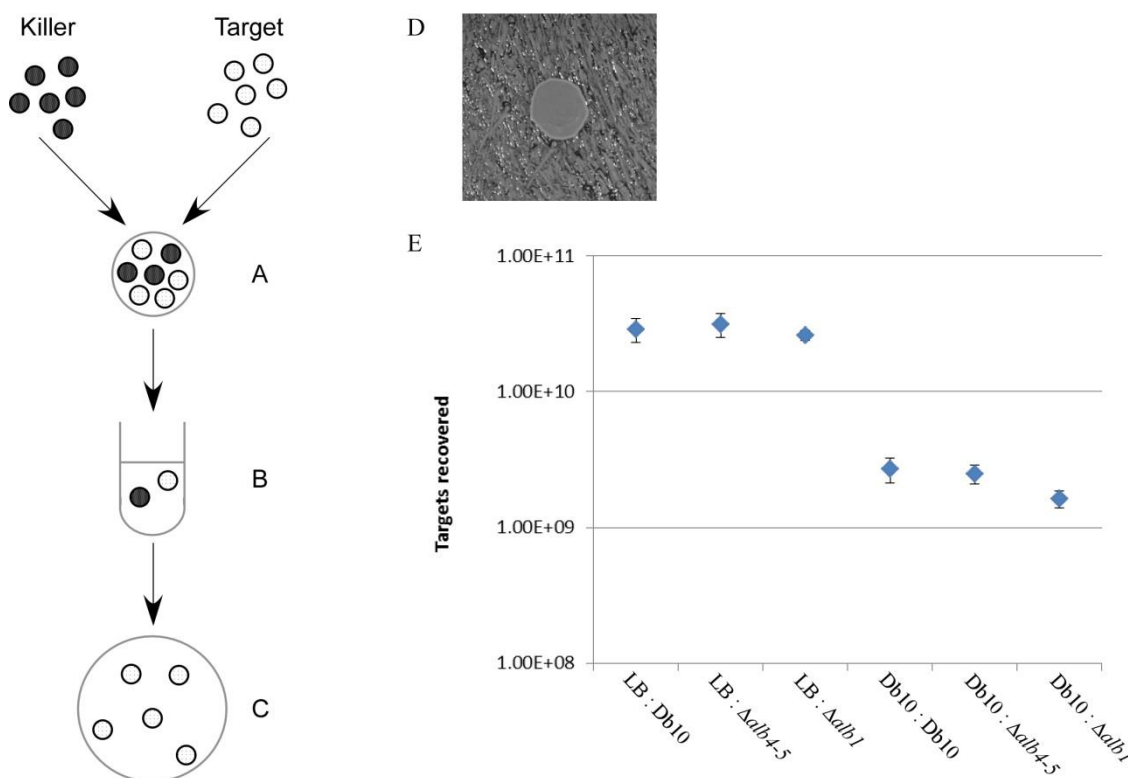 Killer
Target
A
B
C
D
E
1.00E+11
1.00E+10
1.00E+09
1.00E+08
Targets recovered
LB : Db10
LB : Δalb4-5
LB : Δalb1
Db10 : Db10
Db10 : Δalb4-5
Db10 : Δalb1